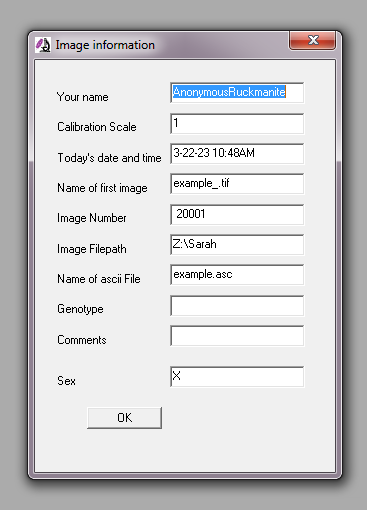 Image information
Your name AnonymousRuckmanite
Calibration Scale 1
Today's date and time 3-22-23 10:48AM
Name of first image example_.tif
Image Number 20001
Image Filepath Z:\Sarah
Name of ascii File example.asc
Genotype
Comments
Sex X
OK